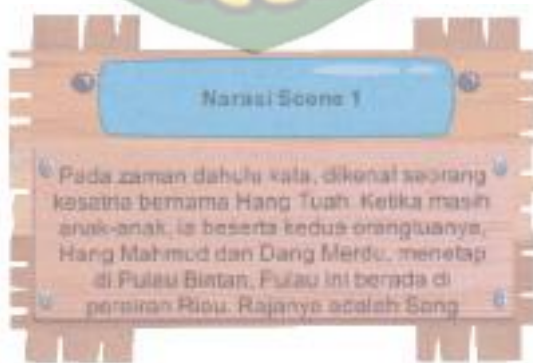 Narasi Scene 1
Pada zaman dahulu kala, dikenal seorang
kesatria bernama Hang Tuah. Ketika masih
anak-anak, ia beserta kedua orangtuanya,
Hang Mahmud dan Dang Merdu, menetap
di Pulau Bintan. Pulau ini berada di
perairan Riau. Rajanya adalah Sang